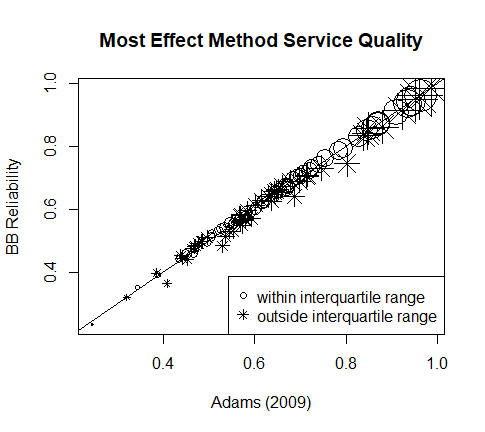 Most Effect Method Service Quality
BB Reliability
1.0
0.8
0.6
0.4
within interquartile range
outside interquartile range
0.4 0.6 0.8 1.0
Adams (2009)